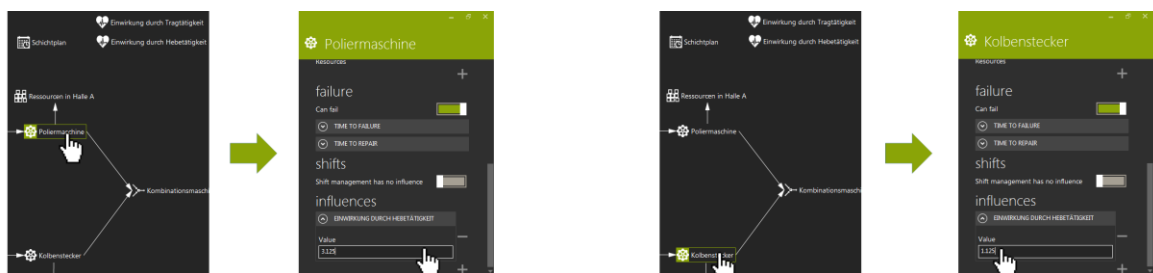 Einwirkung durch Tragtätigkeit
Schichtplan
Einwirkung durch Hebetätigkeit
Ressourcen in Halle A
Poliermaschine
Kombinationsmasch
Kolbenstecker
Poliermaschine
Resources
failure
Can fail
TIME TO FAILURE
TIME TO REPAIR
shifts
Shift management has no influence
influences
EINWIRKUNG DURCH HEBETÄTIGKEIT
Value
3.125
Einwirkung durch Tragtätigkeit
Schichtplan
Einwirkung durch Hebetätigkeit
Ressourcen in Halle A
Poliermaschine
Kombinationsmaschi
Kolbenstecker
Kolbenstecker
Resources
failure
Can fail
TIME TO FAILURE
TIME TO REPAIR
shifts
Shift management has no influence
influences
EINWIRKUNG DURCH HEBETÄTIGKEIT
Value
1.125